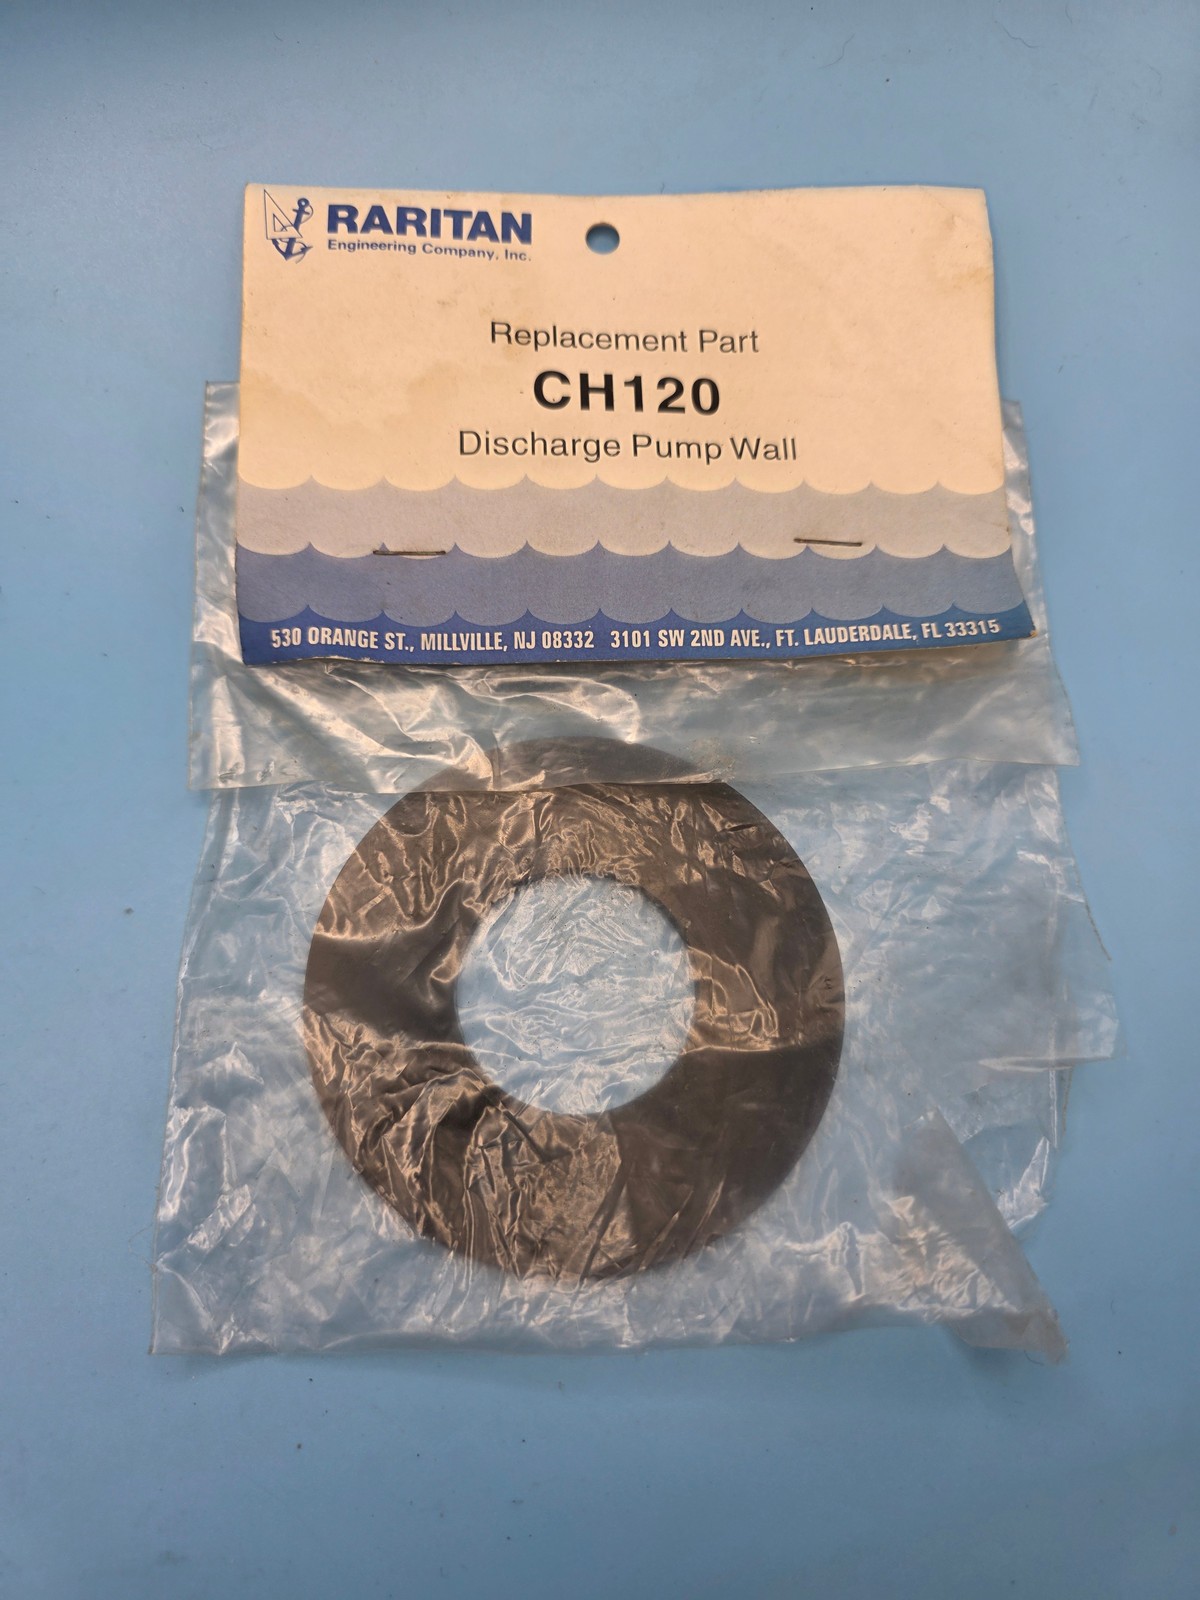 RARITAN
Engineering Company, Inc.
Replacement Part
CH120
Discharge Pump Wall
530 ORANGE ST., MILLVILLE, NJ 08332 3101 SW 2ND AVE., FT. LAUDERDALE, FL 33315